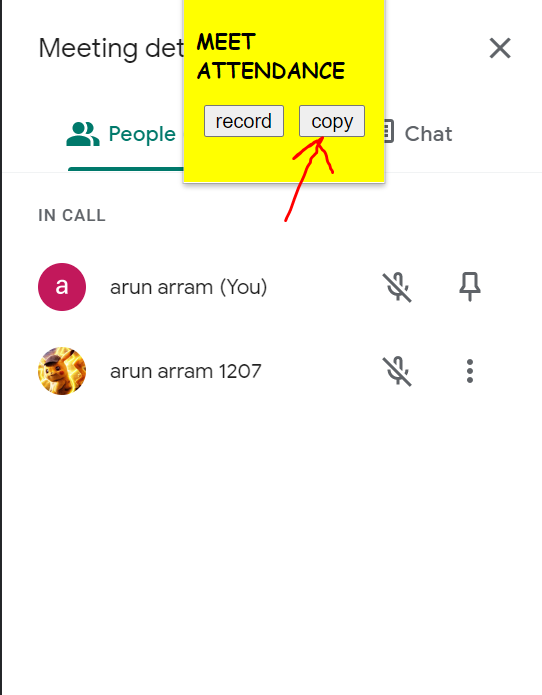 Meeting det
MEET
ATTENDANCE
record copy
People
Chat
IN CALL
a
arun arram (You)
arun arram 1207